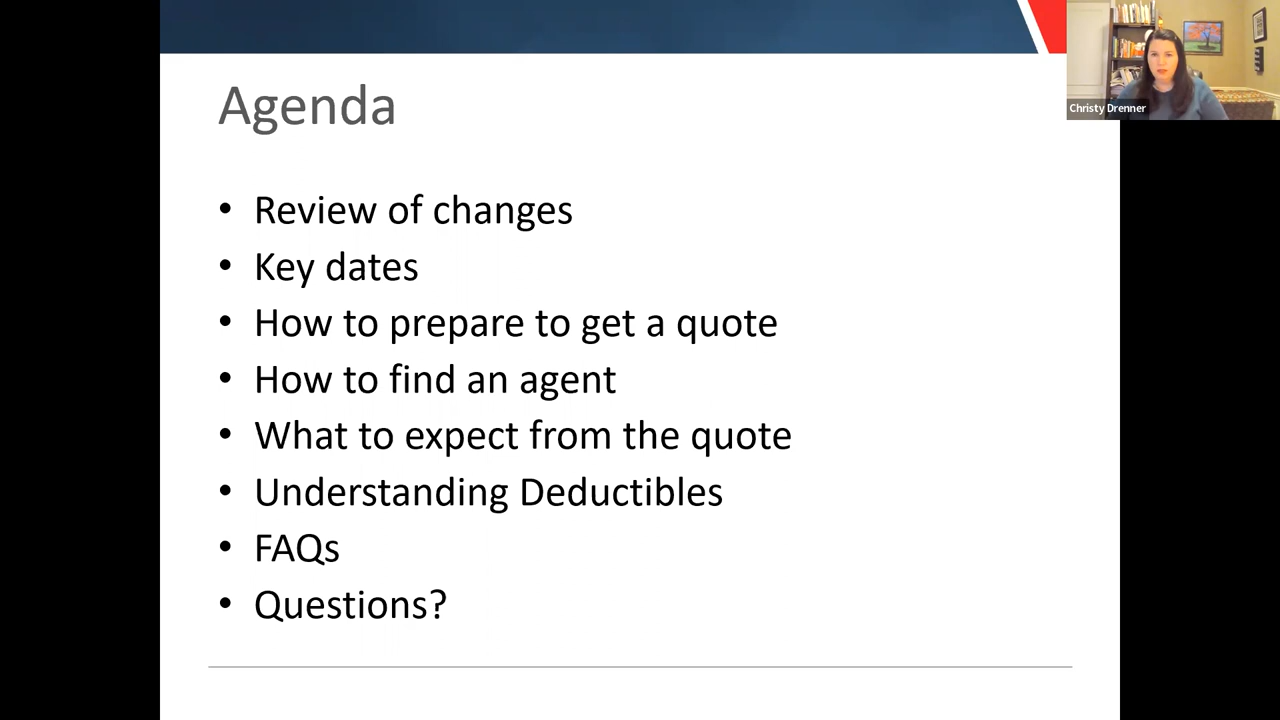 Agenda
Christy Drenner
• Review of changes
• Key dates
• How to prepare to get a quote
• How to find an agent
• What to expect from the quote
• Understanding Deductibles
• FAQs
• Questions?